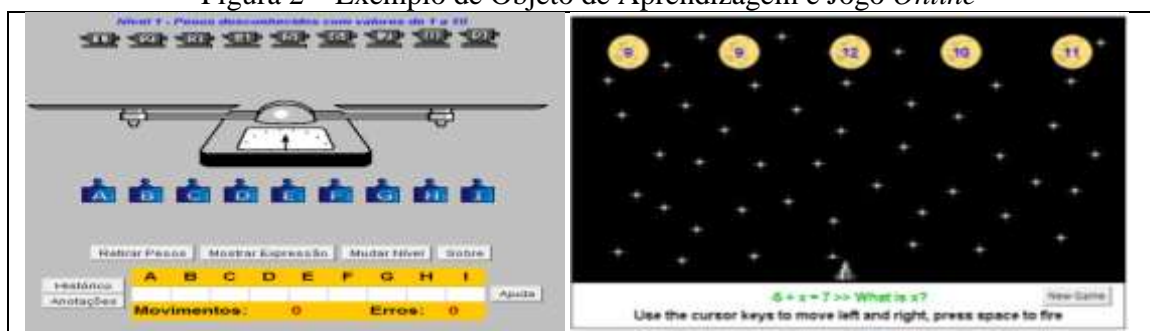 Figura 2 – Exemplo de Objeto de Aprendizagem e Jogo Online
Nível 1 - Pesos desconhecidos com valores de 1 a 10
A B C D E F G H I
Retirar Pesos Mostrar Expressão Mudar Nível Sobre
Histórico
Anotações
A B C D E F G H I
Ajuda
Movimentos: 0 Erros: 0
9 12 10 11
-5 + x = 7 >> What is x?
New Game
Use the cursor keys to move left and right, press space to fire